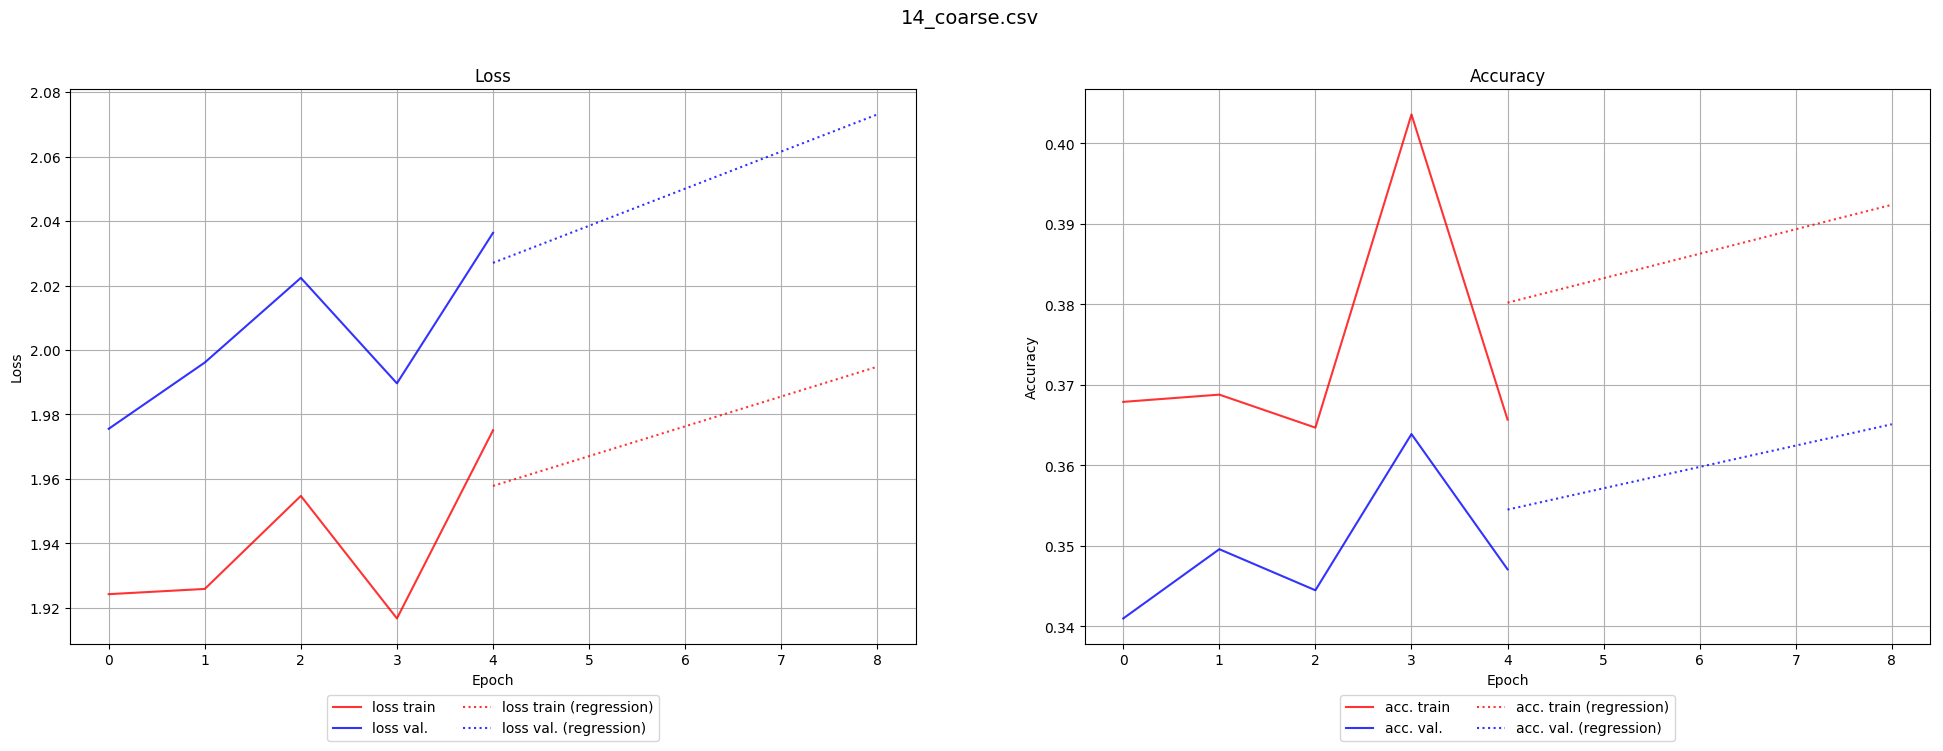 14_coarse.csv
Loss
2.08
2.06
2.04
2.02
2.00
1.98
1.96
1.94
1.92
Loss
0 1 2 3 4 5 6 7 8
Epoch
loss train loss train (regression)
loss val. loss val. (regression)
Accuracy
0.40
0.39
0.38
0.37
0.36
0.35
0.34
Accuracy
0 1 2 3 4 5 6 7 8
Epoch
acc. train acc. train (regression)
acc. val. acc. val. (regression)